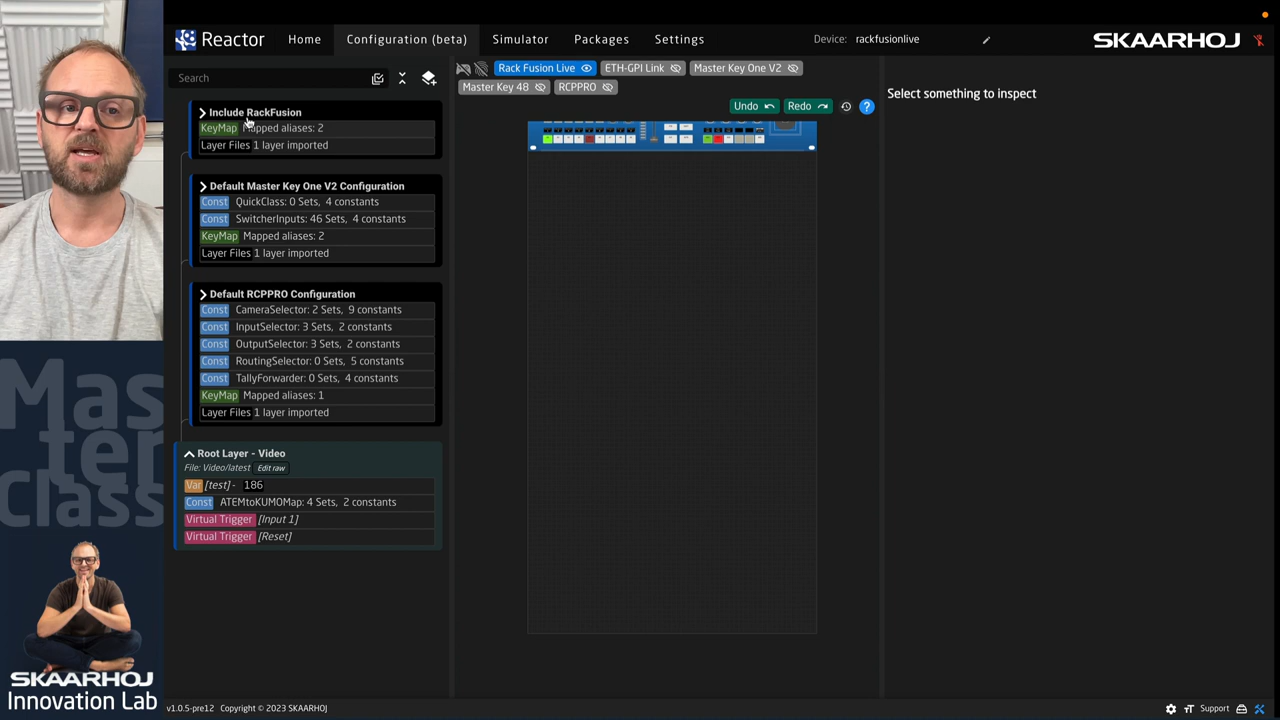 Reactor
Home
Configuration (beta)
Simulator
Packages
Settings
Device: rackfusionlive
SKAARHOJ
Search
Rack Fusion Live
ETH-GPI Link
Master Key One V2
Master Key 48
RCPPRO
Undo
Redo
?
Select something to inspect
Include RackFusion
KeyMap Mapped aliases: 2
Layer Files 1 layer imported
Default Master Key One V2 Configuration
Const QuickClass: 0 Sets, 4 constants
Const SwitcherInputs: 46 Sets, 4 constants
KeyMap Mapped aliases: 2
Layer Files 1 layer imported
Default RCPPRO Configuration
Const CameraSelector: 2 Sets, 9 constants
Const InputSelector: 3 Sets, 2 constants
Const OutputSelector: 3 Sets, 2 constants
Const RoutingSelector: 0 Sets, 5 constants
Const TallyForwarder: 0 Sets, 4 constants
KeyMap Mapped aliases: 1
Layer Files 1 layer imported
Root Layer - Video
File: Video/latest Edit raw
Var [test] - 186
Const ATEMtoKUMOMap: 4 Sets, 2 constants
Virtual Trigger [Input 1]
Virtual Trigger [Reset]
Mas
ter
Class
SKAARHOJ
Innovation Lab
v1.0.5-pre12 Copyright © 2023 SKAARHOJ
Support